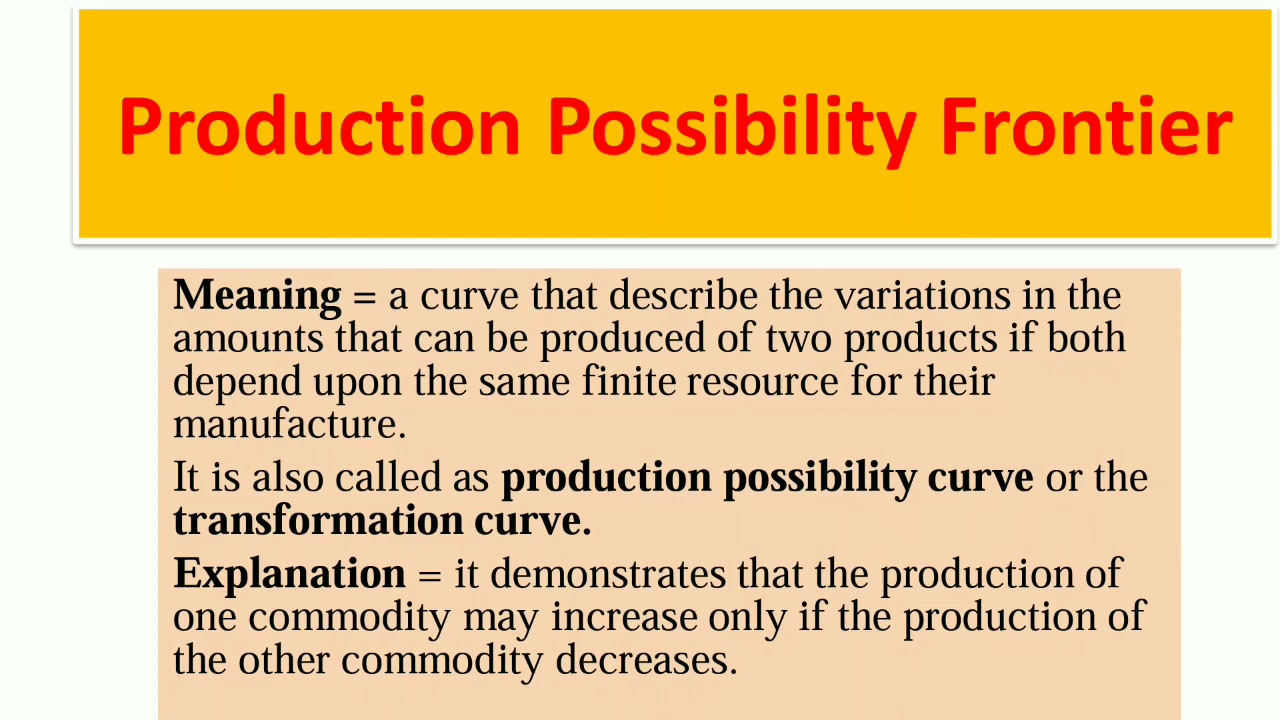 Production Possibility Frontier
Meaning = a curve that describe the variations in the
amounts that can be produced of two products if both
depend upon the same finite resource for their
manufacture.
It is also called as production possibility curve or the
transformation curve.
Explanation = it demonstrates that the production of
one commodity may increase only if the production of
the other commodity decreases.